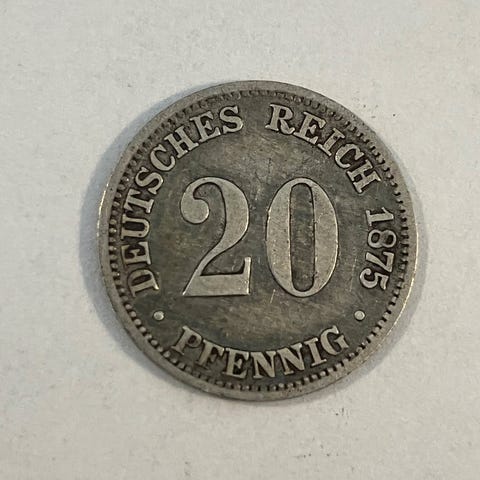 DEUTSCHES REICH 1875
20
· PFENNIG ·